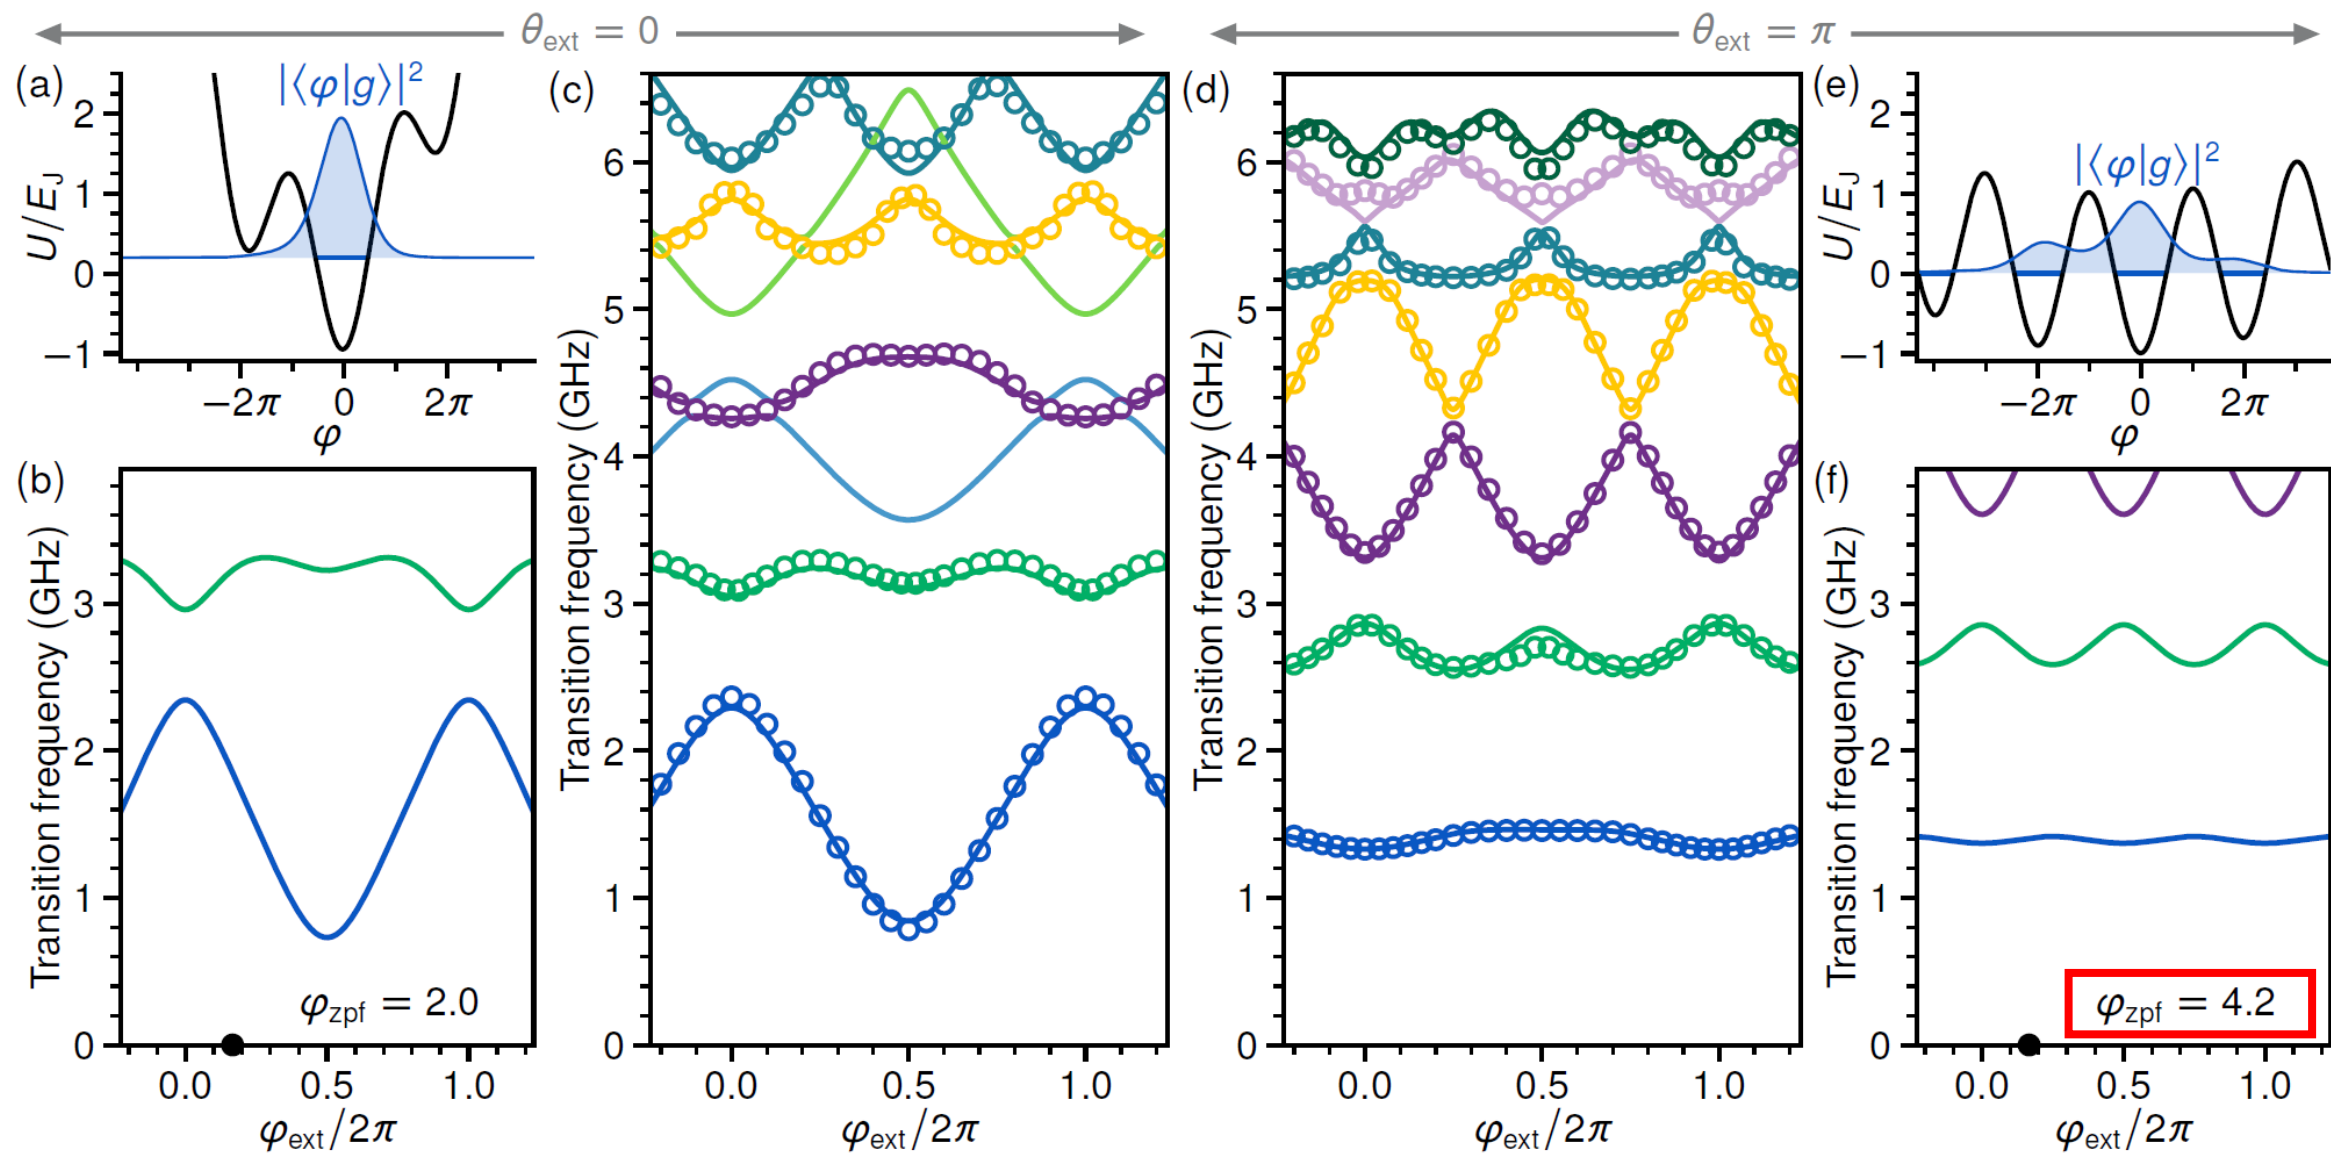 θext = 0
θext = π
(a)
|⟨φ|g⟩|²
U/EJ
2
1
0
−1
−2π
0
2π
φ
(b)
Transition frequency (GHz)
3
2
1
0
φzpf = 2.0
0.0
0.5
1.0
φext/2π
(c)
Transition frequency (GHz)
6
5
4
3
2
1
0
0.0
0.5
1.0
φext/2π
(d)
Transition frequency (GHz)
6
5
4
3
2
1
0
0.0
0.5
1.0
φext/2π
(e)
|⟨φ|g⟩|²
U/EJ
2
1
0
−1
−2π
0
2π
φ
(f)
Transition frequency (GHz)
3
2
1
0
φzpf = 4.2
0.0
0.5
1.0
φext/2π